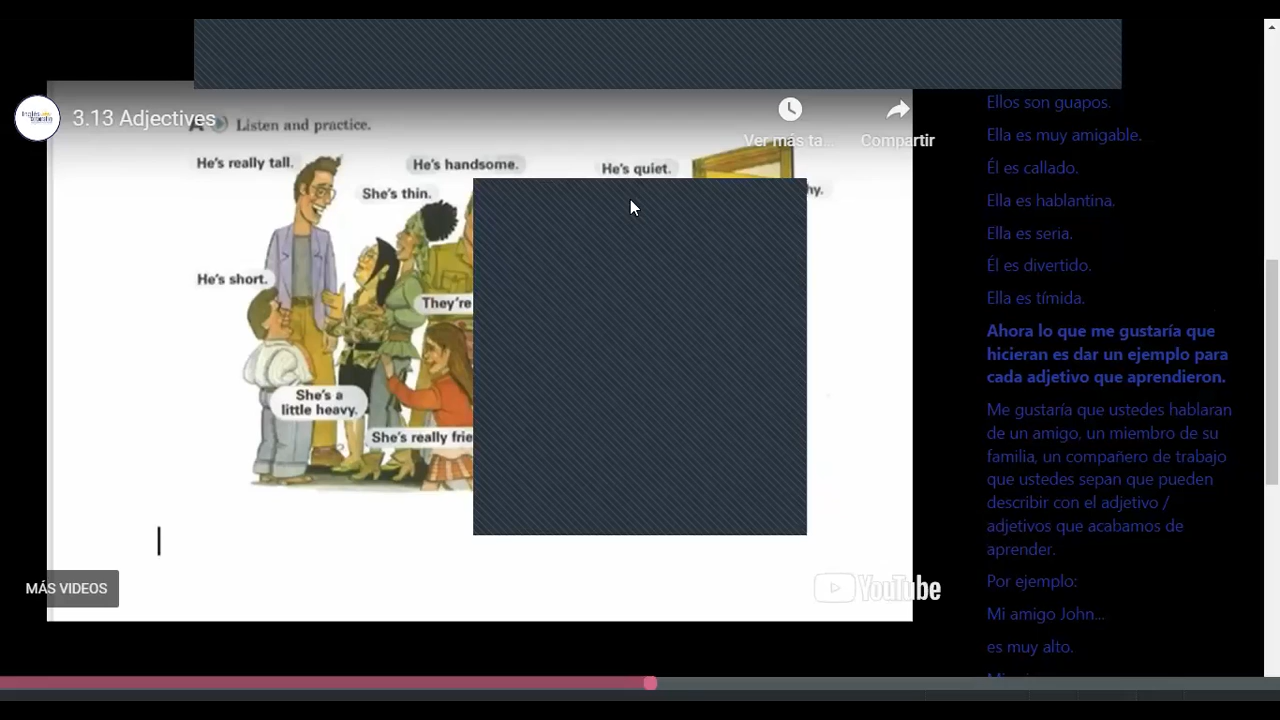 3.13 Adjectives
Listen and practice.
Ver más ta...
Compartir
He's really tall.
He's handsome.
He's quiet.
She's thin.
hy.
He's short.
They're
She's a
little heavy.
She's really frie
MÁS VIDEOS
YouTube
Ellos son guapos.
Ella es muy amigable.
Él es callado.
Ella es hablantina.
Ella es seria.
Él es divertido.
Ella es tímida.
Ahora lo que me gustaría que
hicieran es dar un ejemplo para
cada adjetivo que aprendieron.
Me gustaría que ustedes hablaran
de un amigo, un miembro de su
familia, un compañero de trabajo
que ustedes sepan que pueden
describir con el adjetivo /
adjetivos que acabamos de
aprender.
Por ejemplo:
Mi amigo John...
es muy alto.